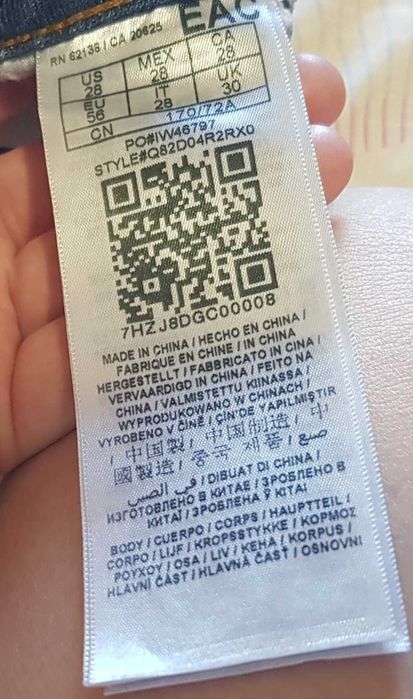 EAC
RN 62136 / CA 20625
US 28 MEX 28 CA 28
EU 56 IT 28 UK 30
CN 170/72A
PO#IW46797
STYLE#Q82D04R2RX0
7HZJ8DGC00008
MADE IN CHINA / HECHO EN CHINA /
FABRIQUE EN CHINE / IN CHINA
HERGESTELLT / FABBRICATO IN CINA /
VERVAARDIGD IN CHINA / FEITO NA
CHINA / VALMISTETTU KIINASSA /
WYPRODUKOWANO W CHINACH /
VYROBENO V ČÍNĚ / ÇİN'DE YAPILMIŞTIR
/ 中国製 / 中国制造 / 中
國製造 / 중국 제품 / صنع
في الصين / DIBUAT DI CHINA /
ИЗГОТОВЛЕНО В КИТАЕ / ЗРОБЛЕНО В
КИТАЇ / ЗРОБЛЕНА Ў КІТАІ
BODY / CUERPO / CORPS / HAUPTTEIL /
CORPO / LIJF / KROPSSTYKKE / ΚΟΡΜΟΣ
РОУХОУ / OSA / LIV / KEHA / KORPUS /
HLAVNÍ ČÁST / HLAVNÁ ČASŤ / OSNOVNI